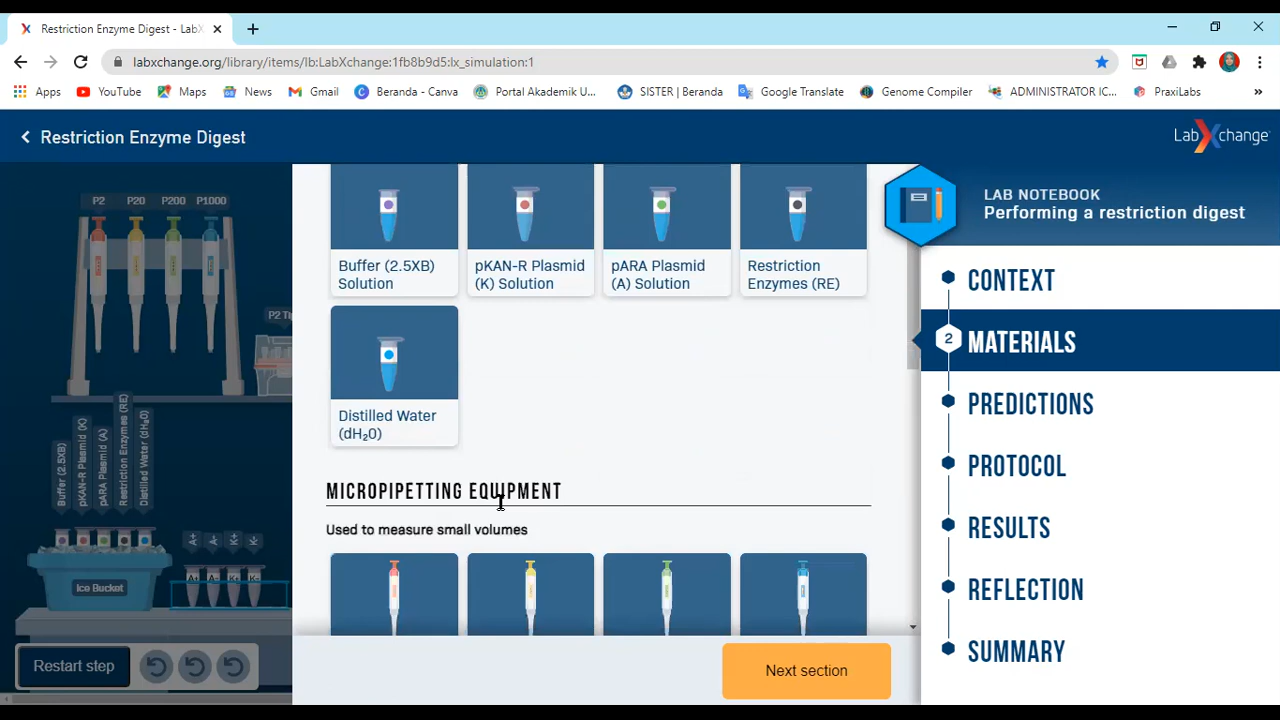 Restriction Enzyme Digest - LabX
labxchange.org/library/items/lb:LabXchange:1fb8b9d5:lx_simulation:1
Apps YouTube Maps News Gmail Beranda - Canva Portal Akademik U... SISTER | Beranda Google Translate Genome Compiler ADMINISTRATOR IC... PraxiLabs »
Restriction Enzyme Digest
LabXchange
P2 P20 P200 P1000
P2 Ti
Buffer (2.5XB)
pKAN-R Plasmid (K)
pARA Plasmid (A)
Restriction Enzymes (RE)
Distilled Water (dH₂0)
A+ A- K+ K-
A+ A- K+ K-
Ice Bucket
Restart step
Buffer (2.5XB)
Solution
pKAN-R Plasmid
(K) Solution
pARA Plasmid
(A) Solution
Restriction
Enzymes (RE)
Distilled Water
(dH₂0)
MICROPIPETTING EQUIPMENT
Used to measure small volumes
Next section
LAB NOTEBOOK
Performing a restriction digest
CONTEXT
2 MATERIALS
PREDICTIONS
PROTOCOL
RESULTS
REFLECTION
SUMMARY